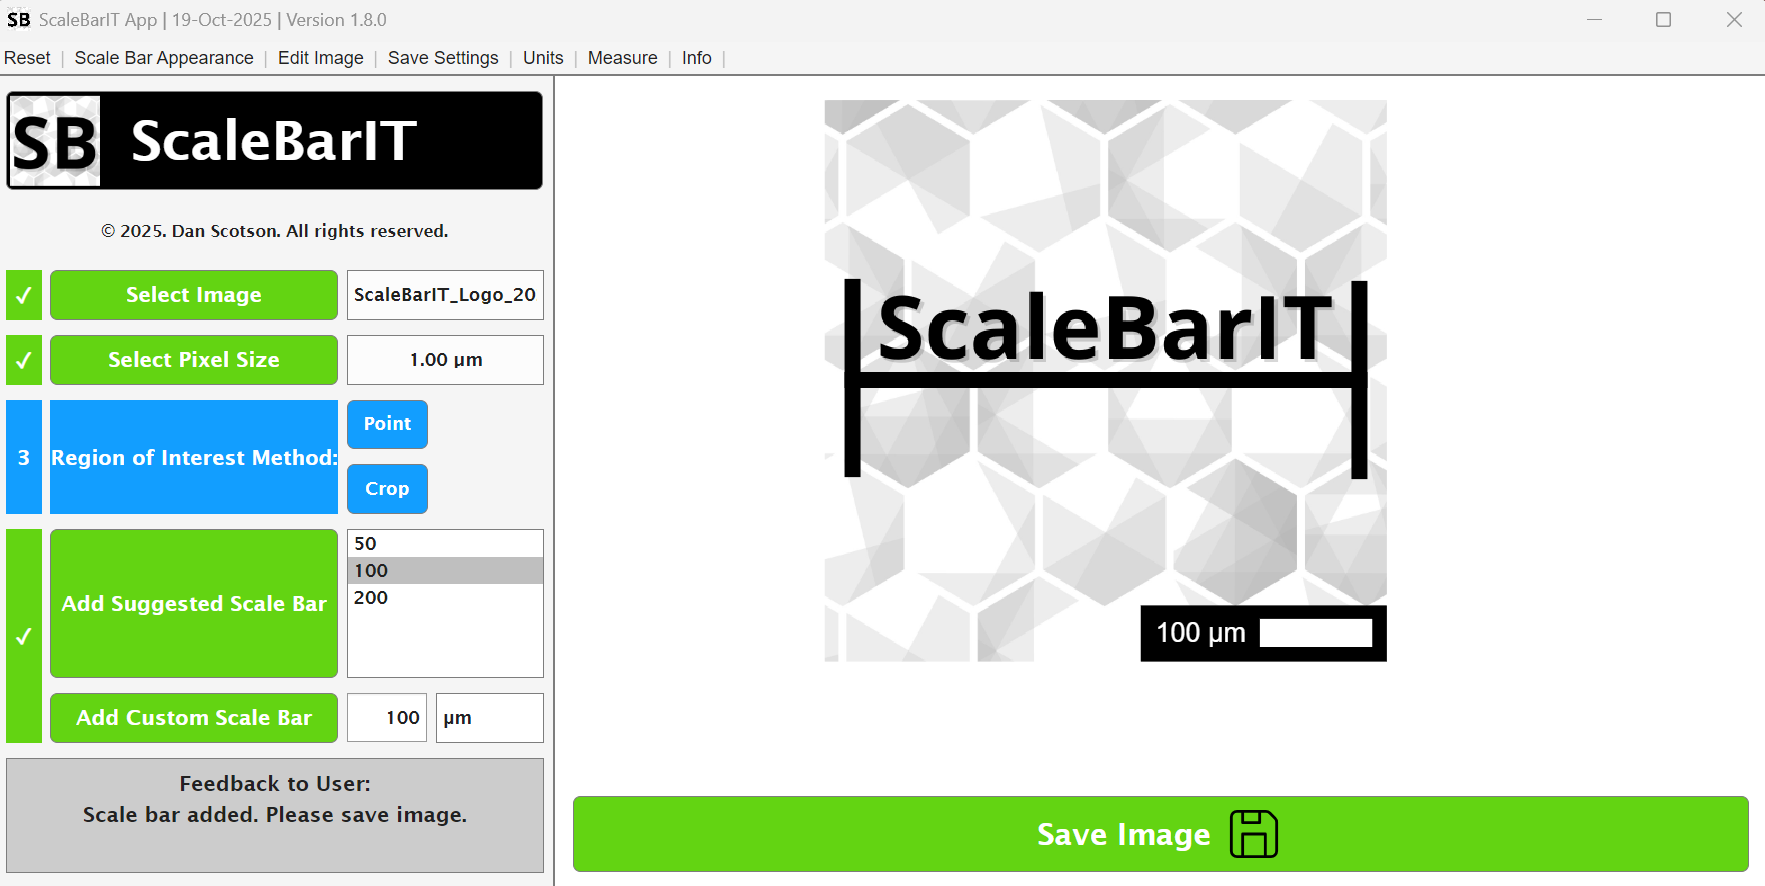 SB ScaleBarIT App | 19-Oct-2025 | Version 1.8.0
Reset | Scale Bar Appearance | Edit Image | Save Settings | Units | Measure | Info |
SB ScaleBarIT
© 2025. Dan Scotson. All rights reserved.
✓ Select Image ScaleBarIT_Logo_20
✓ Select Pixel Size 1.00 µm
3 Region of Interest Method:
Point
Crop
✓ Add Suggested Scale Bar
50
100
200
Add Custom Scale Bar 100 µm
Feedback to User:
Scale bar added. Please save image.
ScaleBarIT
100 µm
Save Image